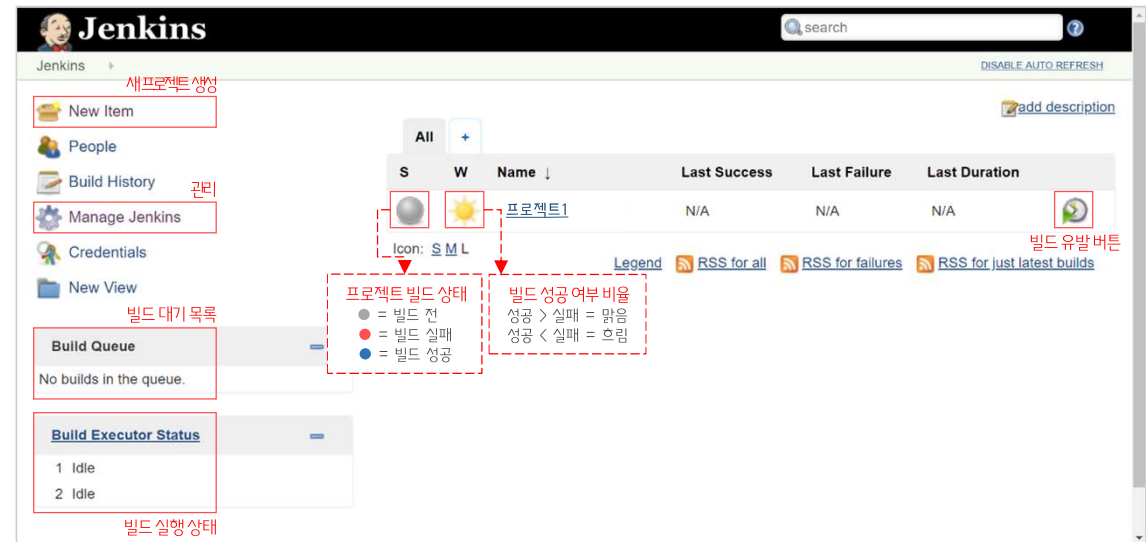 Jenkins
search
Jenkins
DISABLE AUTO REFRESH
새프로젝트 생성
New Item
add description
People
All +
Build History
S W Name ↓ Last Success Last Failure Last Duration
관리
Manage Jenkins
프로젝트1 N/A N/A N/A
빌드 유발 버튼
Credentials
Icon: S M L
Legend RSS for all RSS for failures RSS for just latest builds
New View
프로젝트 빌드 상태
= 빌드 전
= 빌드 실패
= 빌드 성공
빌드 성공 여부 비율
성공 > 실패 = 맑음
성공 < 실패 = 흐림
빌드 대기 목록
Build Queue
No builds in the queue.
Build Executor Status
1 Idle
2 Idle
빌드 실행 상태